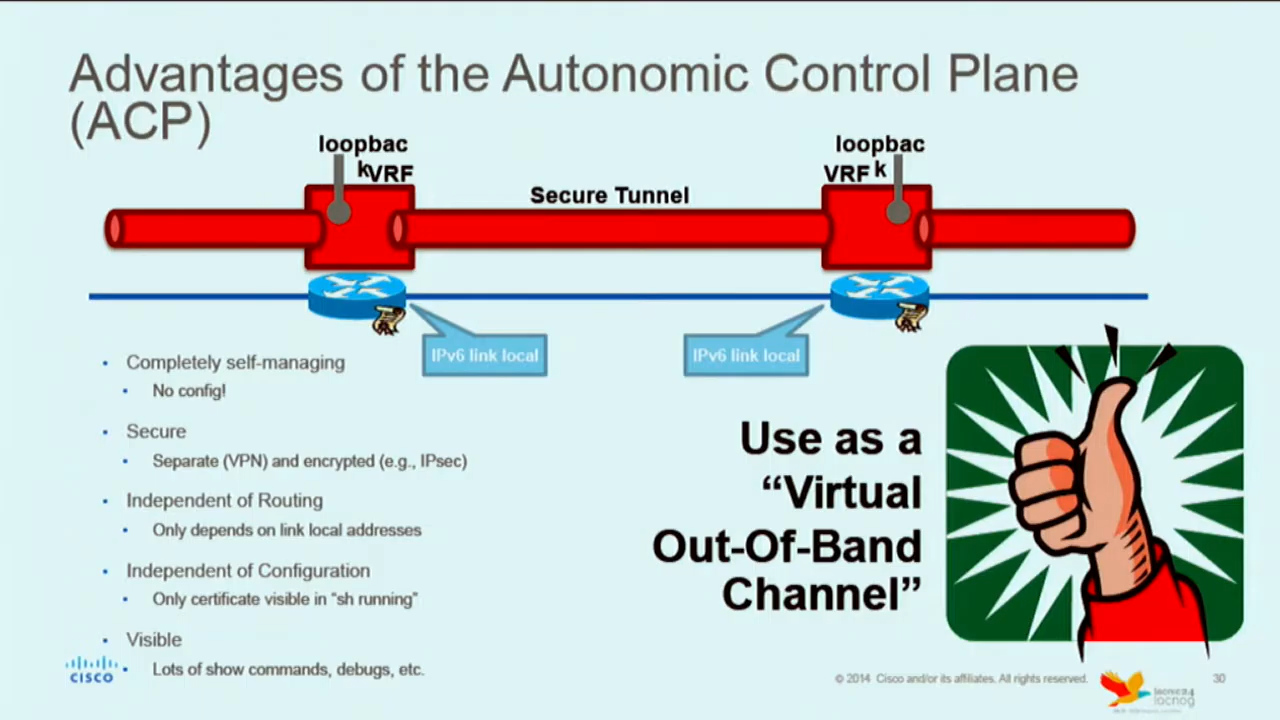 Advantages of the Autonomic Control Plane
(ACP)
loopbac
k
VRF
Secure Tunnel
loopbac
k
VRF
IPv6 link local
IPv6 link local
• Completely self-managing
• No config!
• Secure
• Separate (VPN) and encrypted (e.g., IPsec)
• Independent of Routing
• Only depends on link local addresses
• Independent of Configuration
• Only certificate visible in “sh running”
• Visible
• Lots of show commands, debugs, etc.
Use as a
“Virtual
Out-Of-Band
Channel”
CISCO
© 2014 Cisco and/or its affiliates. All rights reserved.
lacnog
30